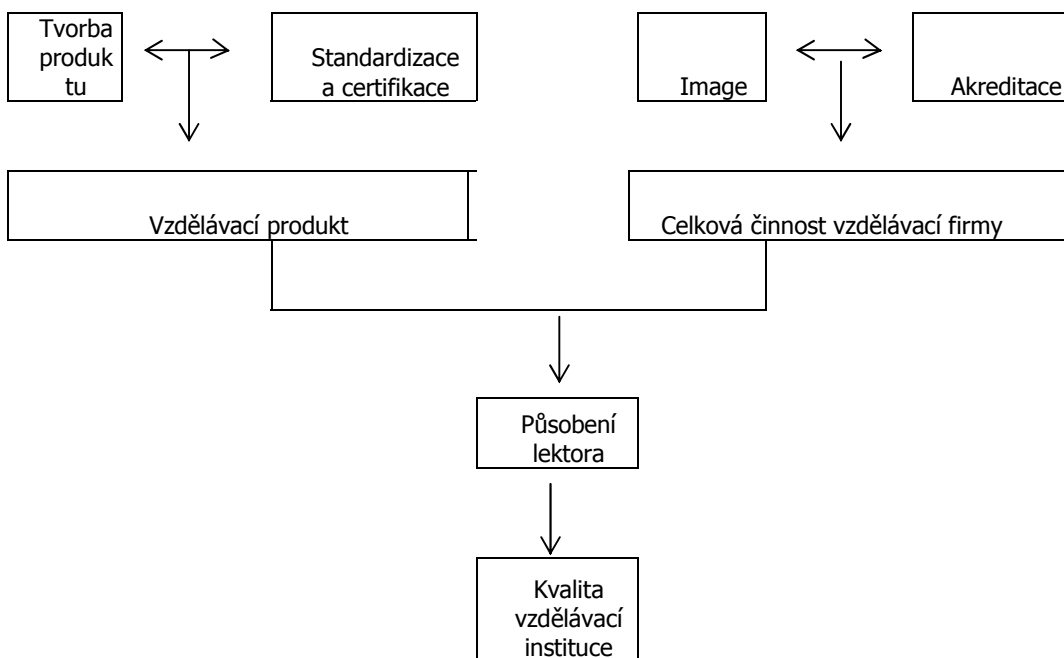 Tvorba
produk
tu
Standardizace
a certifikace
Image
Akreditace
Vzdělávací produkt
Celková činnost vzdělávací firmy
Působení
lektora
Kvalita
vzdělávací
instituce